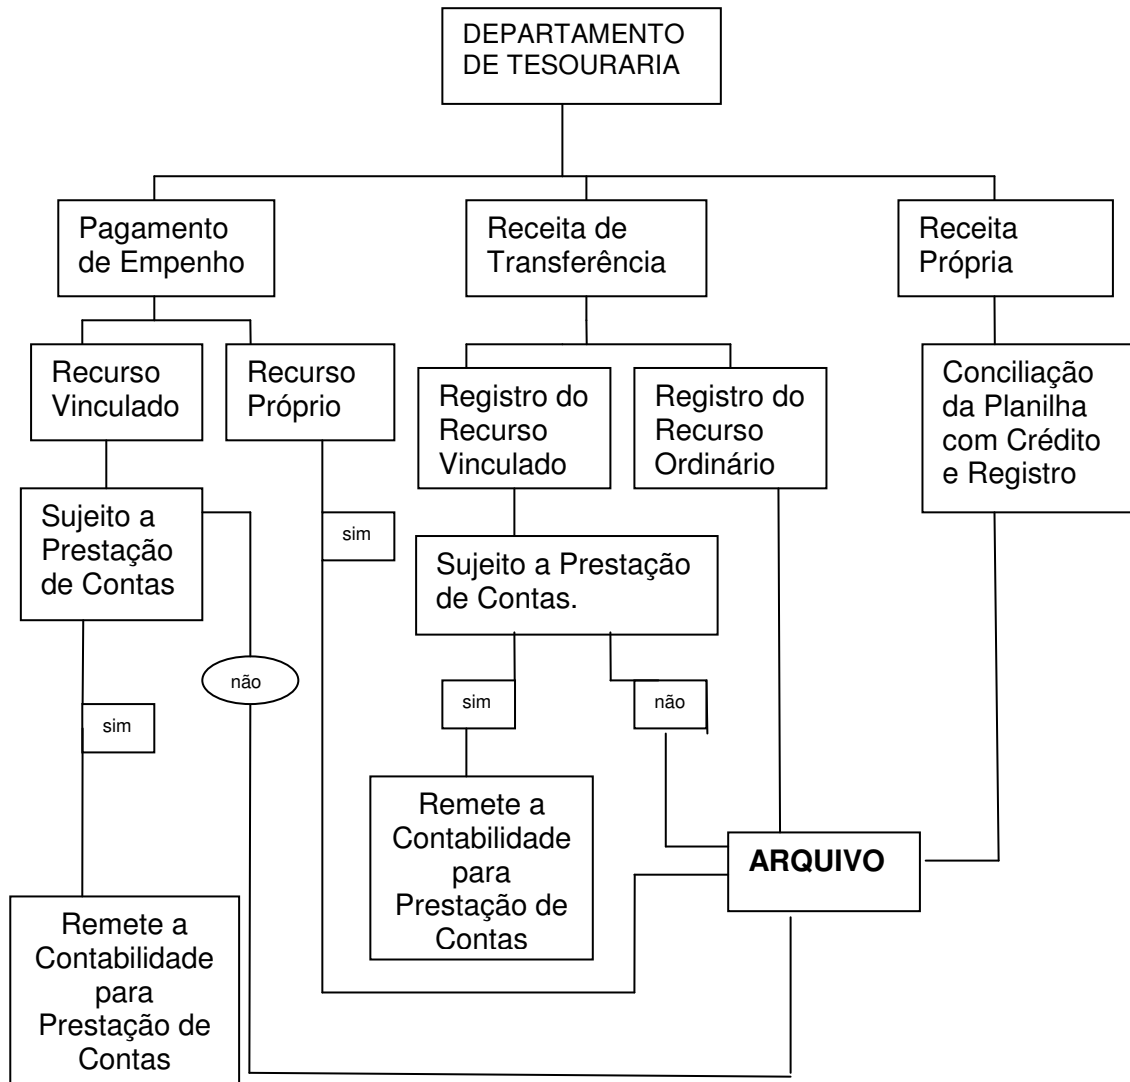 DEPARTAMENTO
DE TESOURARIA
Pagamento
de Empenho
Receita de
Transferência
Receita
Própria
Recurso
Vinculado
Recurso
Próprio
Registro do
Recurso
Vinculado
Registro do
Recurso
Ordinário
Conciliação
da Planilha
com Crédito
e Registro
Sujeito a
Prestação
de Contas
sim
Sujeito a Prestação
de Contas.
não
sim
sim
não
Remete a
Contabilidade
para
Prestação de
Contas
ARQUIVO
Remete a
Contabilidade
para
Prestação de
Contas